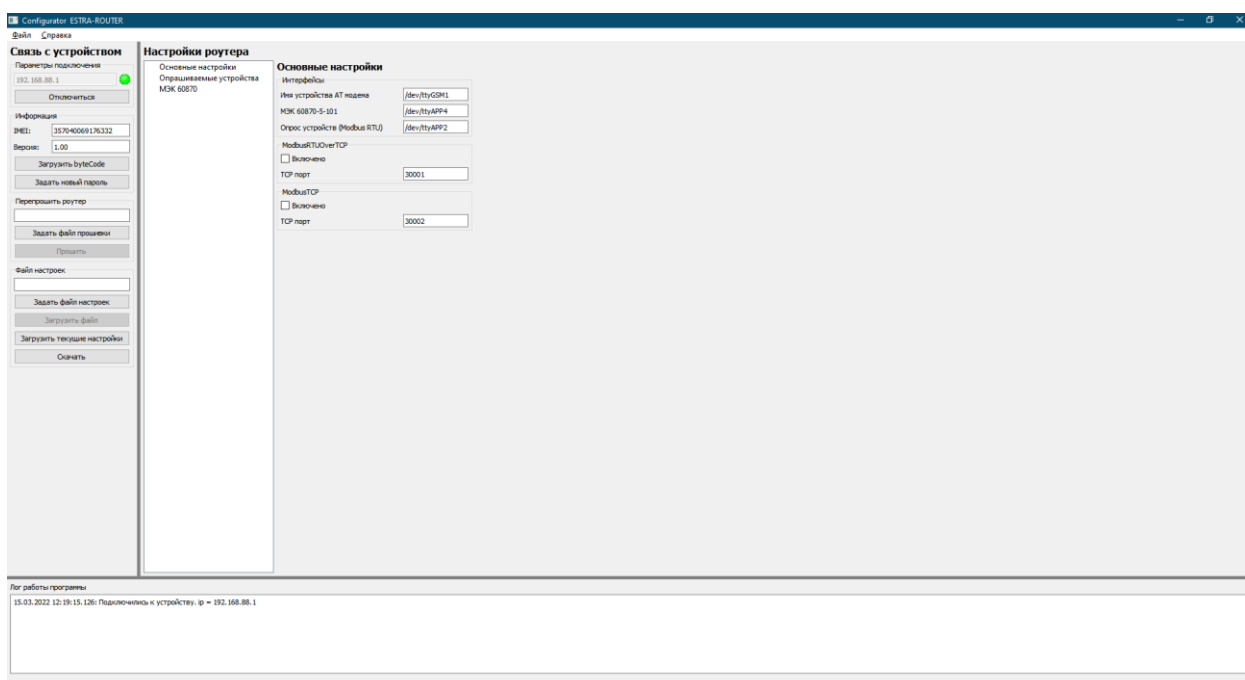 Configurator ESTRA-ROUTER
Файл Справка
Связь с устройством
Параметры подключения
192.168.88.1
Отключиться
Информация
IMEI: 357040069176332
Версия: 1.00
Загрузить byteCode
Задать новый пароль
Перепрошить роутер
Задать файл прошивки
Прошить
Файл настроек
Задать файл настроек
Загрузить файл
Загрузить текущие настройки
Скачать
Настройки роутера
Основные настройки
Опрашиваемые устройства
МЭК 60870
Основные настройки
Интерфейсы
Имя устройства AT модема /dev/ttyGSM1
МЭК 60870-5-101 /dev/ttyAPP4
Опрос устройств (Modbus RTU) /dev/ttyAPP2
ModbusRTUOverTCP
Включено
TCP порт 30001
ModbusTCP
Включено
TCP порт 30002
Лог работы программы
15.03.2022 12:19:15.126: Подключились к устройству. ip = 192.168.88.1